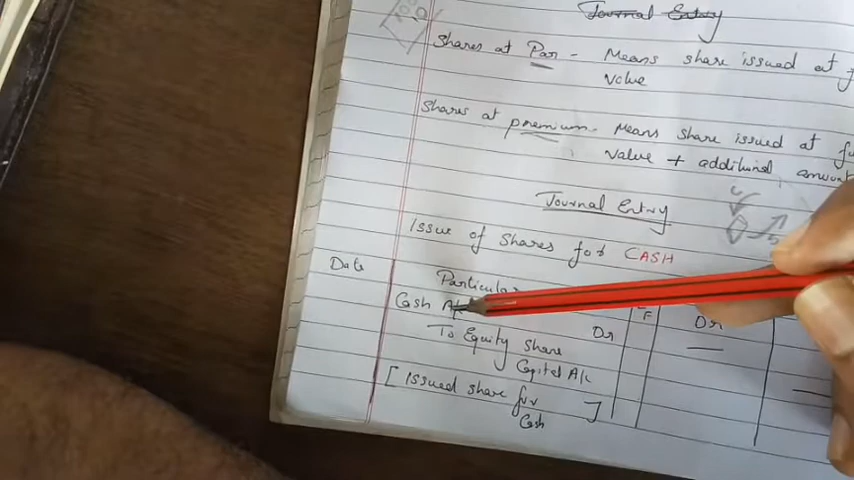 Journal Entry
Shares at Par - Means share issued at f
value
Shares at premium - Means share issued at fu
value + additional amount
Journal Entry
Issue of Shares for CASH
Date Particular
F Dr
Cash A/c Dr
To Equity share
Capital A/c
[Issued share for
Cash]